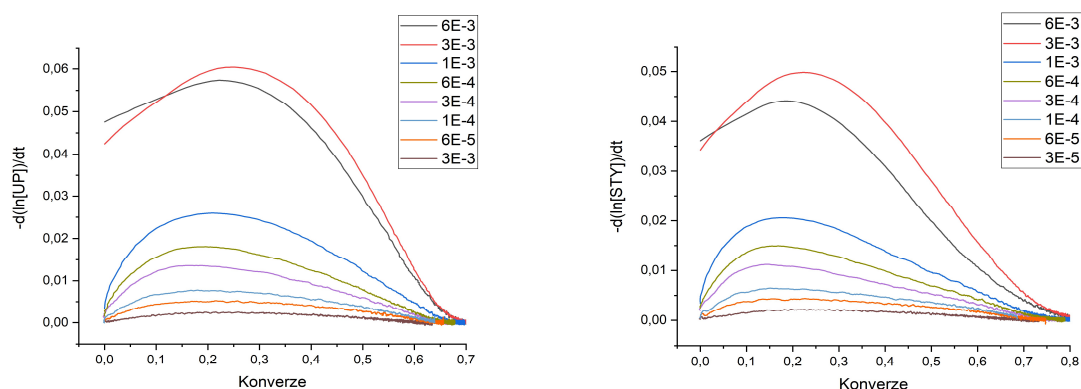 6E-3
3E-3
1E-3
6E-4
3E-4
1E-4
6E-5
3E-3
0,06
0,05
0,04
0,03
0,02
0,01
0,00
-d(ln[UP])/dt
0,0 0,1 0,2 0,3 0,4 0,5 0,6 0,7
Konverze
6E-3
3E-3
1E-3
6E-4
3E-4
1E-4
6E-5
3E-5
0,05
0,04
0,03
0,02
0,01
0,00
-d(ln[STY])/dt
0,0 0,1 0,2 0,3 0,4 0,5 0,6 0,7 0,8
Konverze